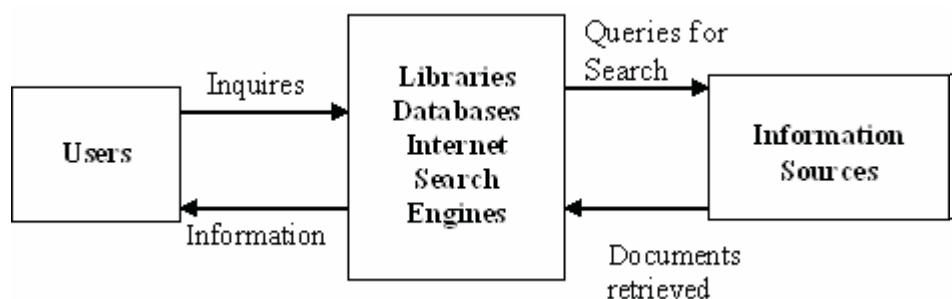 Users
Inquires
Information
Libraries
Databases
Internet
Search
Engines
Queries for
Search
Documents
retrieved
Information
Sources